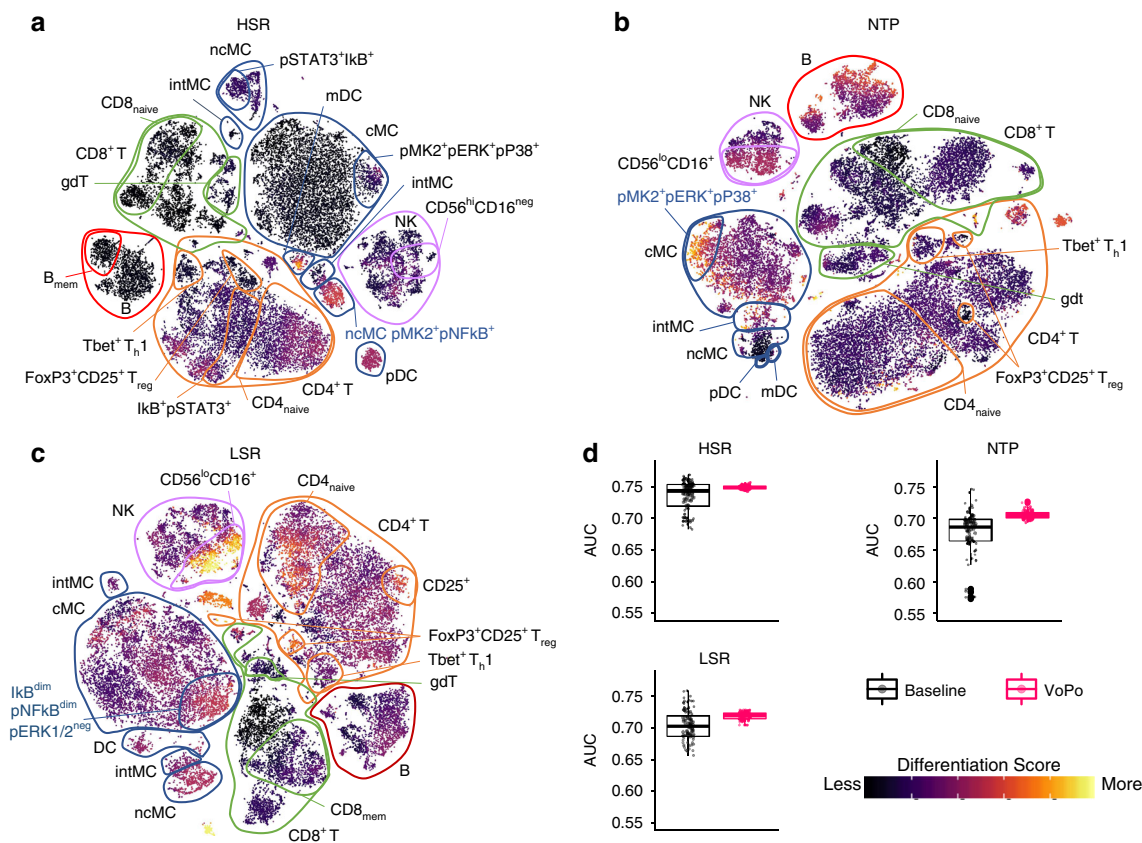 a
HSR
ncMC
pSTAT3⁺IkB⁺
intMC
mDC
CD8naive
cMC
CD8⁺ T
pMK2⁺pERK⁺pP38⁺
gdT
intMC
CD56ʰⁱCD16ⁿᵉᵍ
NK
Bmem
B
ncMC pMK2⁺pNFkB⁺
Tbet⁺ Th1
pDC
FoxP3⁺CD25⁺ Treg
CD4⁺ T
IkB⁺pSTAT3⁺
CD4naive
b
NTP
B
NK
CD8naive
CD8⁺ T
CD56ˡᵒCD16⁺
pMK2⁺pERK⁺pP38⁺
cMC
Tbet⁺ Th1
gdt
intMC
CD4⁺ T
ncMC
FoxP3⁺CD25⁺ Treg
pDC
mDC
CD4naive
c
LSR
CD56ˡᵒCD16⁺
CD4naive
NK
CD4⁺ T
CD25⁺
intMC
cMC
FoxP3⁺CD25⁺ Treg
Tbet⁺ Th1
gdT
IkBᵈⁱᵐ
pNFkBᵈⁱᵐ
pERK1/2ⁿᵉᵍ
DC
B
intMC
ncMC
CD8mem
CD8⁺ T
d
HSR
AUC
0.75
0.70
0.65
0.60
0.55
NTP
AUC
0.75
0.70
0.65
0.60
0.55
LSR
AUC
0.75
0.70
0.65
0.60
0.55
Baseline
VoPo
Differentiation Score
Less
More